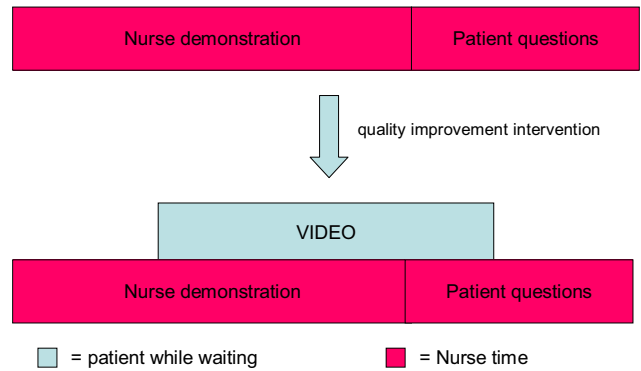 Nurse demonstration Patient questions
quality improvement intervention
VIDEO
Nurse demonstration Patient questions
= patient while waiting = Nurse time